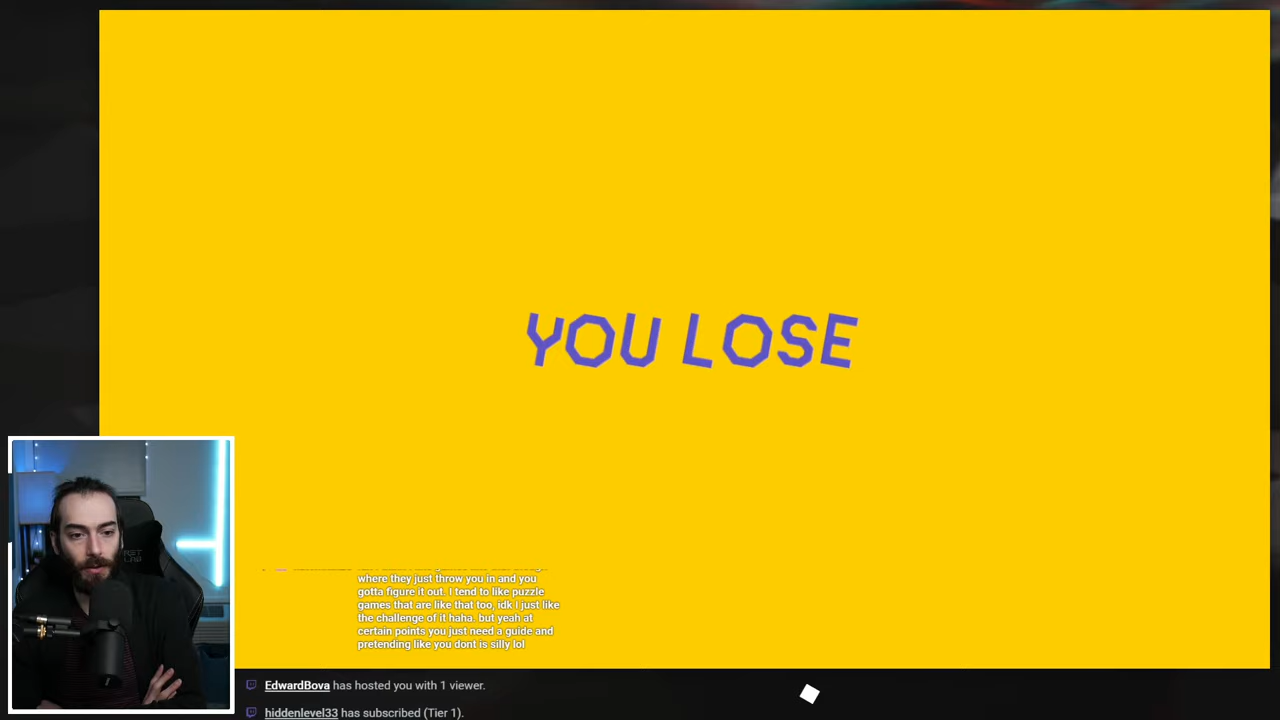 YOU LOSE
where they just throw you in and you
gotta figure it out. I tend to like puzzle
games that are like that too, idk I just like
the challenge of it haha. but yeah at
certain points you just need a guide and
pretending like you dont is silly lol
EdwardBova has hosted you with 1 viewer.
hiddenlevel33 has subscribed (Tier 1).